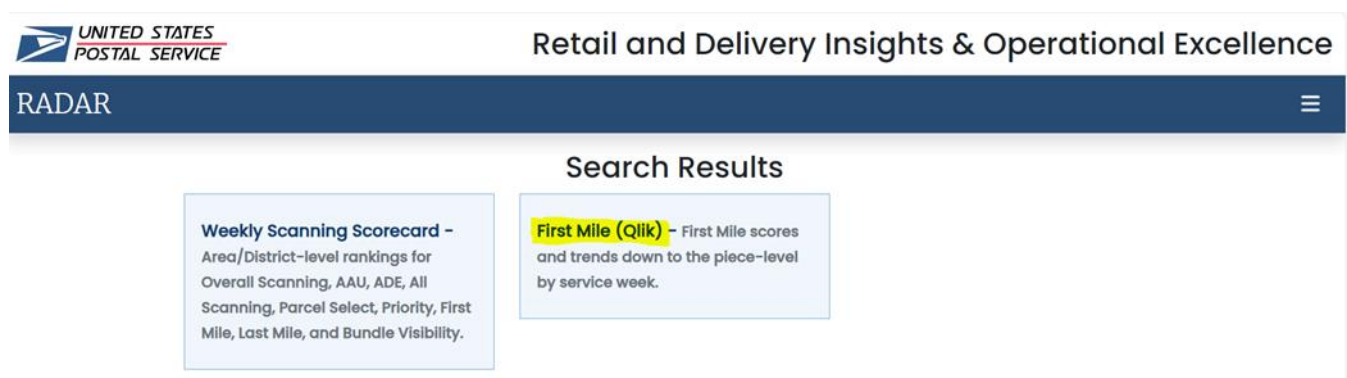 UNITED STATES
POSTAL SERVICE
Retail and Delivery Insights & Operational Excellence
RADAR
Search Results
Weekly Scanning Scorecard –
Area/District-level rankings for
Overall Scanning, AAU, ADE, All
Scanning, Parcel Select, Priority, First
Mile, Last Mile, and Bundle Visibility.
First Mile (Qlik) – First Mile scores
and trends down to the piece-level
by service week.